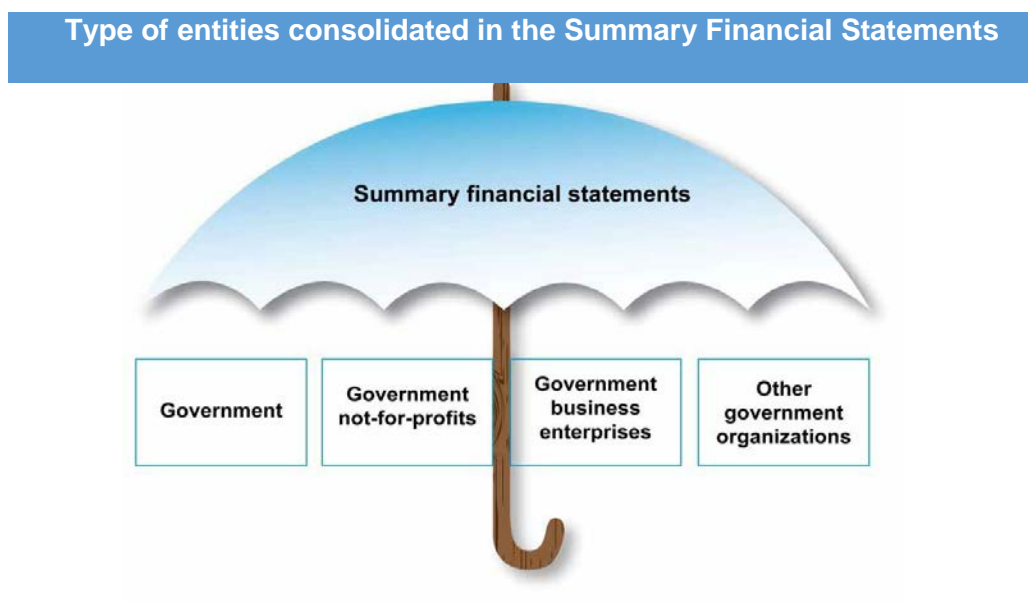 Type of entities consolidated in the Summary Financial Statements
Summary financial statements
Government
Government
not-for-profits
Government
business
enterprises
Other
government
organizations